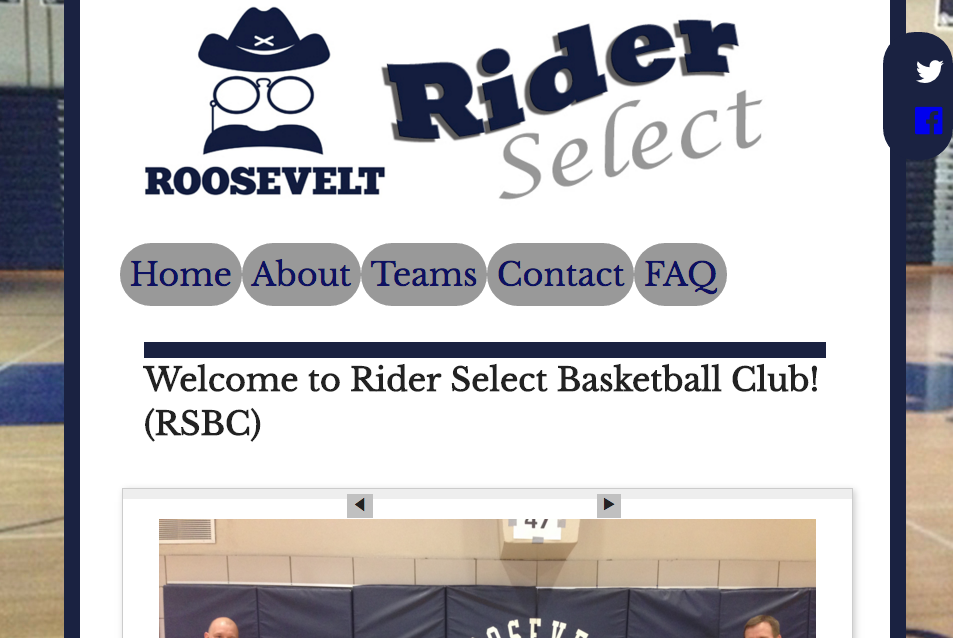 Rider
Select
ROOSEVELT
Home About Teams Contact FAQ
Welcome to Rider Select Basketball Club!
(RSBC)
47